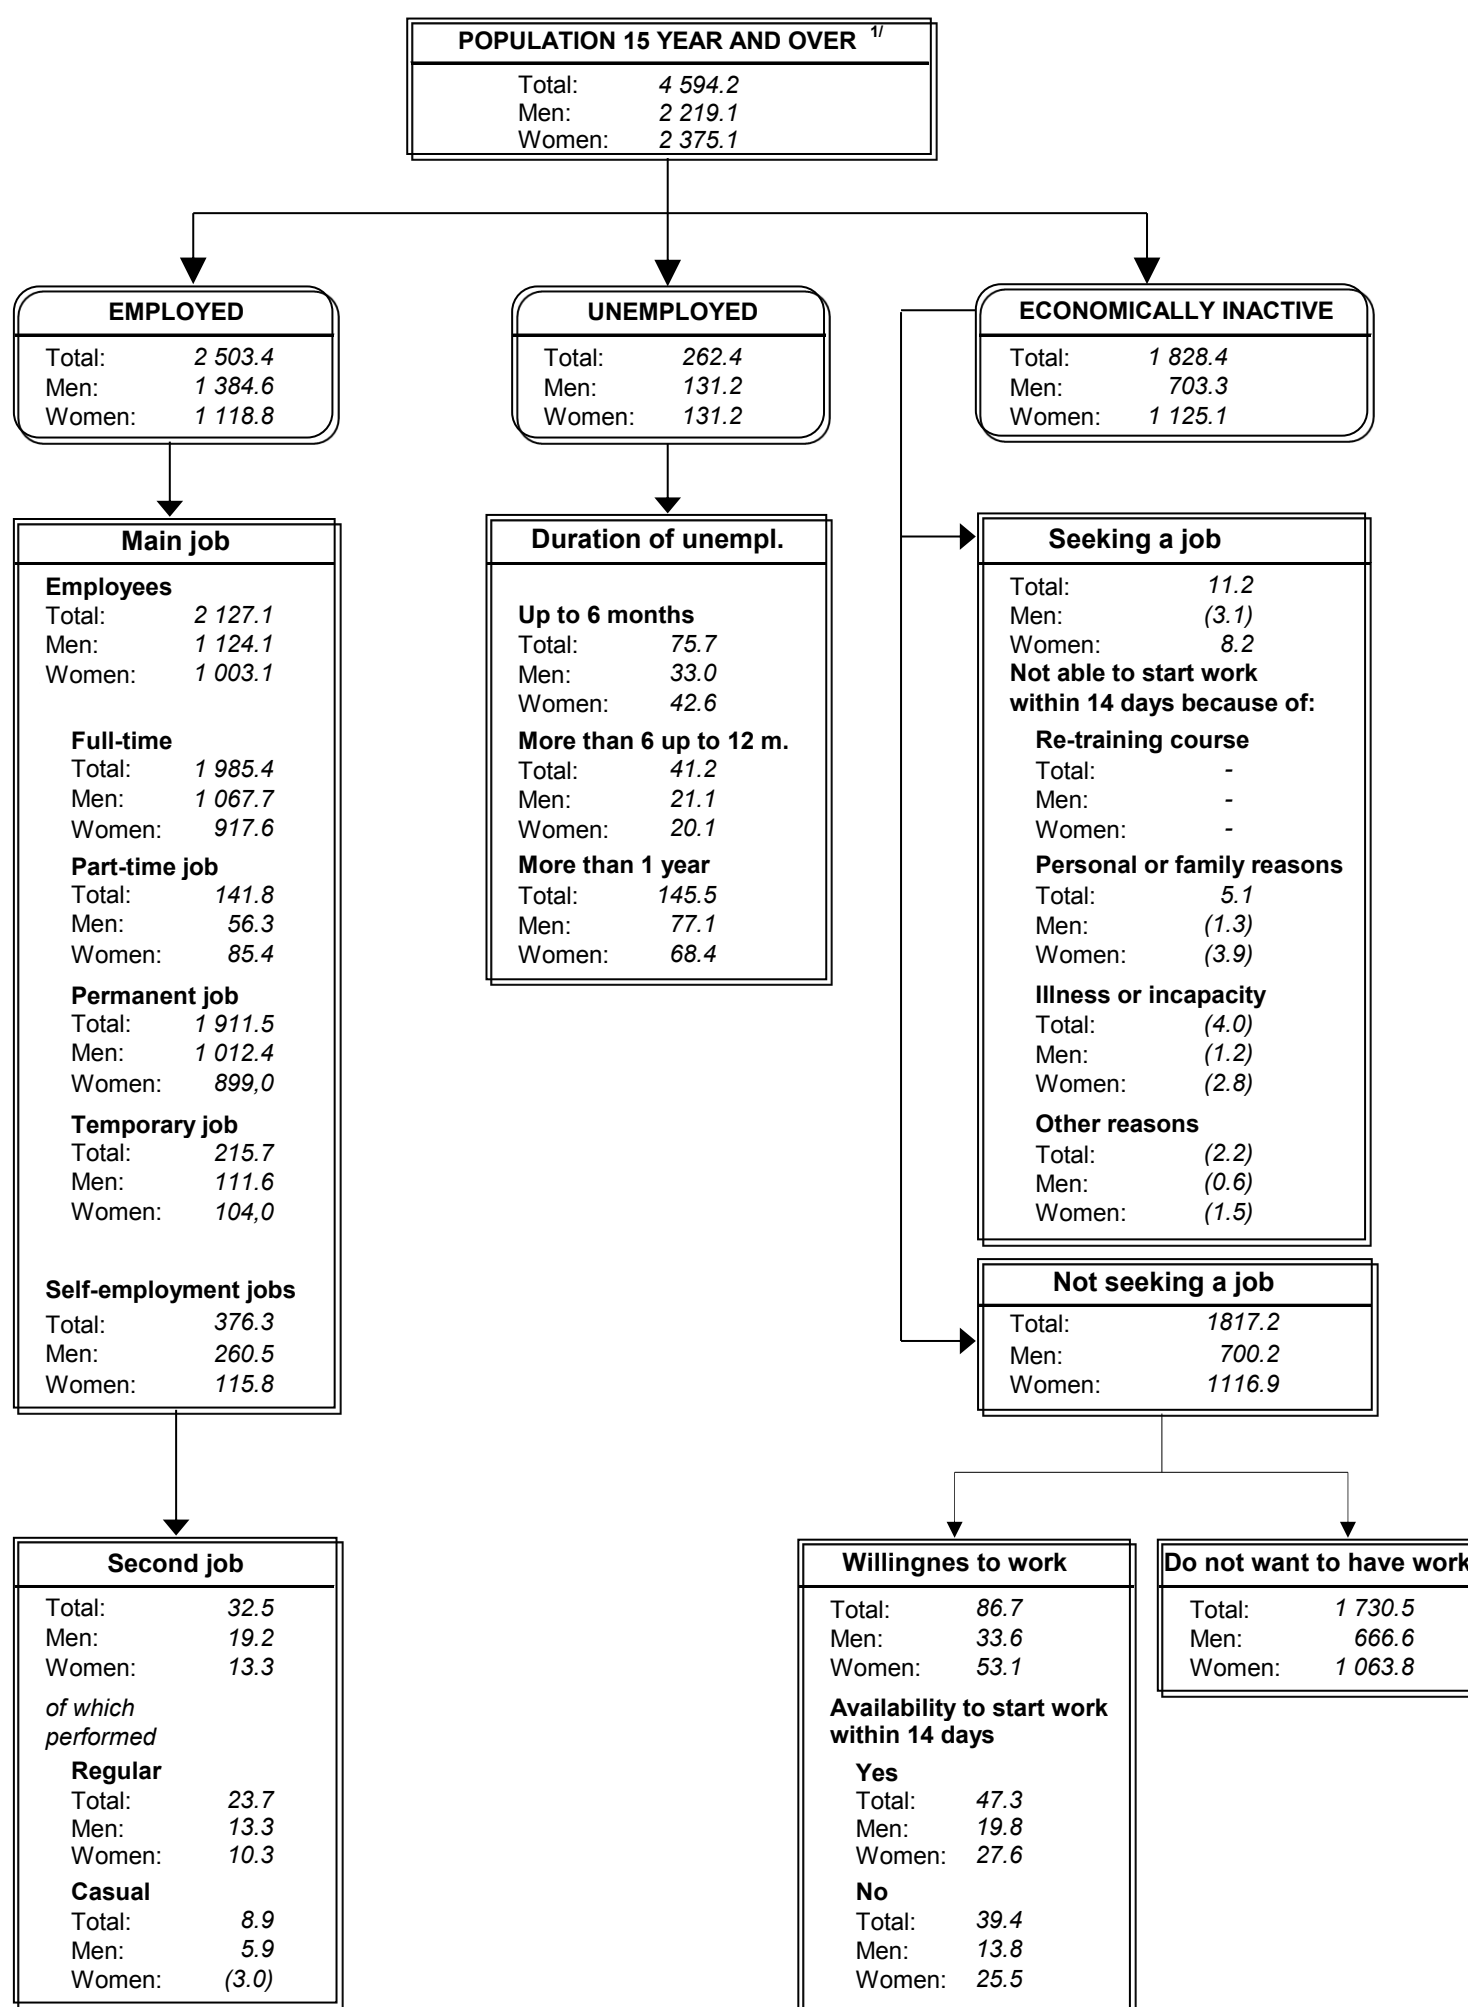 POPULATION 15 YEAR AND OVER 1/
Total: 4 594.2
Men: 2 219.1
Women: 2 375.1
EMPLOYED
Total: 2 503.4
Men: 1 384.6
Women: 1 118.8
UNEMPLOYED
Total: 262.4
Men: 131.2
Women: 131.2
ECONOMICALLY INACTIVE
Total: 1 828.4
Men: 703.3
Women: 1 125.1
Main job
Employees
Total: 2 127.1
Men: 1 124.1
Women: 1 003.1
Full-time
Total: 1 985.4
Men: 1 067.7
Women: 917.6
Part-time job
Total: 141.8
Men: 56.3
Women: 85.4
Permanent job
Total: 1 911.5
Men: 1 012.4
Women: 899,0
Temporary job
Total: 215.7
Men: 111.6
Women: 104,0
Self-employment jobs
Total: 376.3
Men: 260.5
Women: 115.8
Duration of unempl.
Up to 6 months
Total: 75.7
Men: 33.0
Women: 42.6
More than 6 up to 12 m.
Total: 41.2
Men: 21.1
Women: 20.1
More than 1 year
Total: 145.5
Men: 77.1
Women: 68.4
Seeking a job
Total: 11.2
Men: (3.1)
Women: 8.2
Not able to start work
within 14 days because of:
Re-training course
Total: -
Men: -
Women: -
Personal or family reasons
Total: 5.1
Men: (1.3)
Women: (3.9)
Illness or incapacity
Total: (4.0)
Men: (1.2)
Women: (2.8)
Other reasons
Total: (2.2)
Men: (0.6)
Women: (1.5)
Not seeking a job
Total: 1817.2
Men: 700.2
Women: 1116.9
Second job
Total: 32.5
Men: 19.2
Women: 13.3
of which
performed
Regular
Total: 23.7
Men: 13.3
Women: 10.3
Casual
Total: 8.9
Men: 5.9
Women: (3.0)
Willingnes to work
Total: 86.7
Men: 33.6
Women: 53.1
Availability to start work
within 14 days
Yes
Total: 47.3
Men: 19.8
Women: 27.6
No
Total: 39.4
Men: 13.8
Women: 25.5
Do not want to have work
Total: 1 730.5
Men: 666.6
Women: 1 063.8